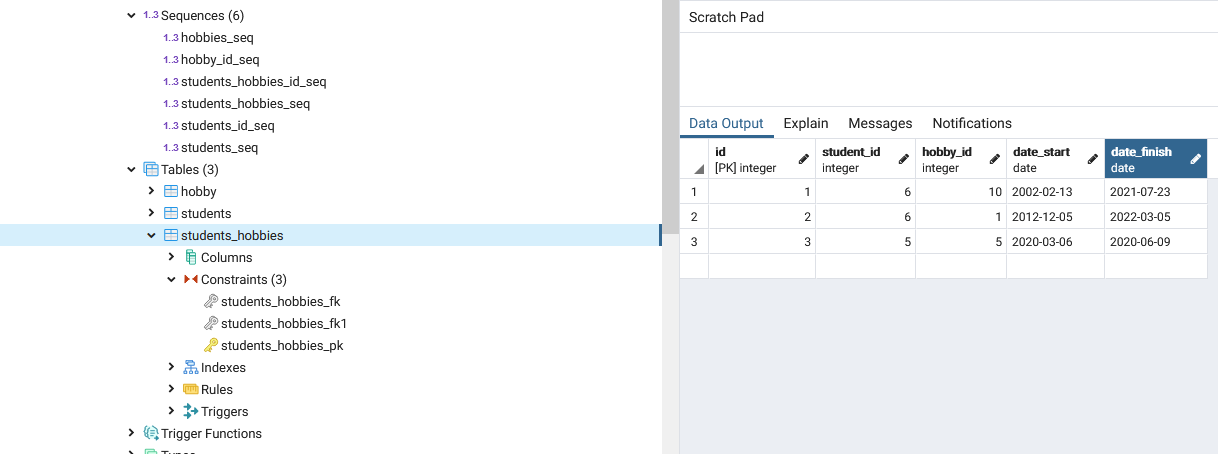 1..3 Sequences (6)
1..3 hobbies_seq
1..3 hobby_id_seq
1..3 students_hobbies_id_seq
1..3 students_hobbies_seq
1..3 students_id_seq
1..3 students_seq
Tables (3)
hobby
students
students_hobbies
Columns
Constraints (3)
students_hobbies_fk
students_hobbies_fk1
students_hobbies_pk
Indexes
Rules
Triggers
Trigger Functions
Types
Scratch Pad
Data Output Explain Messages Notifications
id student_id hobby_id date_start date_finish
[PK] integer integer integer date date
1 1 6 10 2002-02-13 2021-07-23
2 2 6 1 2012-12-05 2022-03-05
3 3 5 5 2020-03-06 2020-06-09